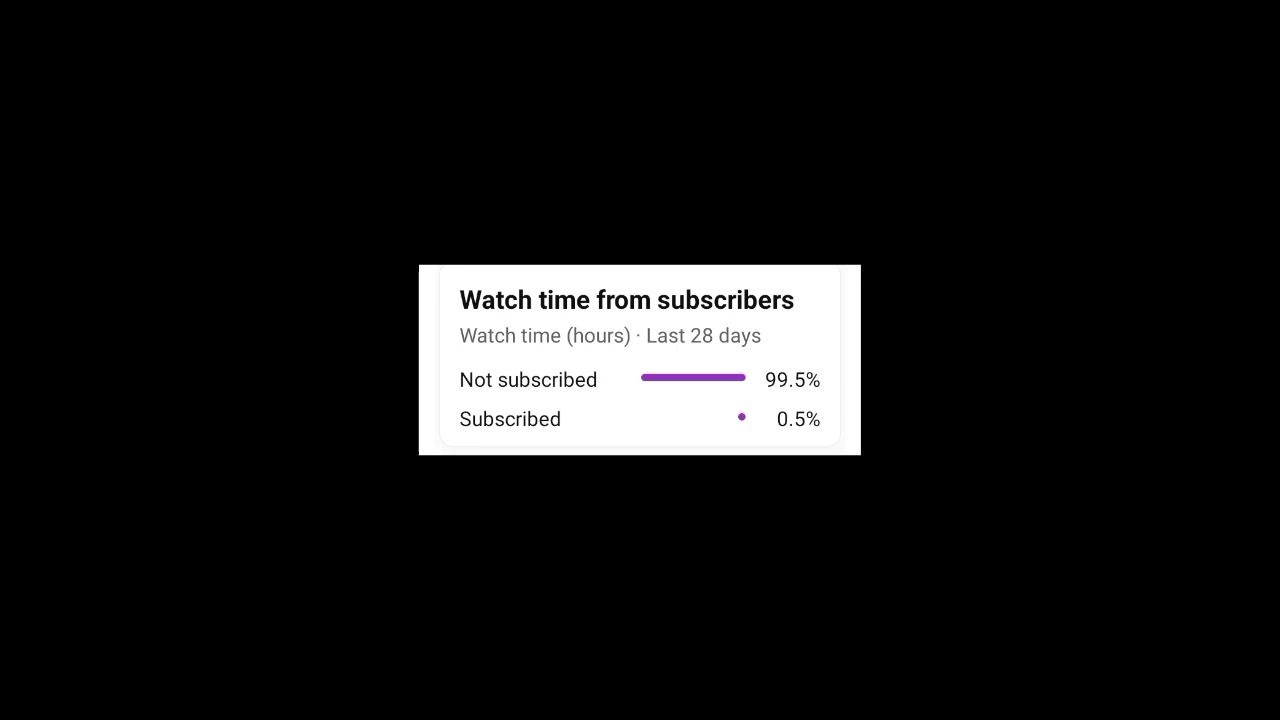 Watch time from subscribers
Watch time (hours) · Last 28 days
Not subscribed 99.5%
Subscribed 0.5%